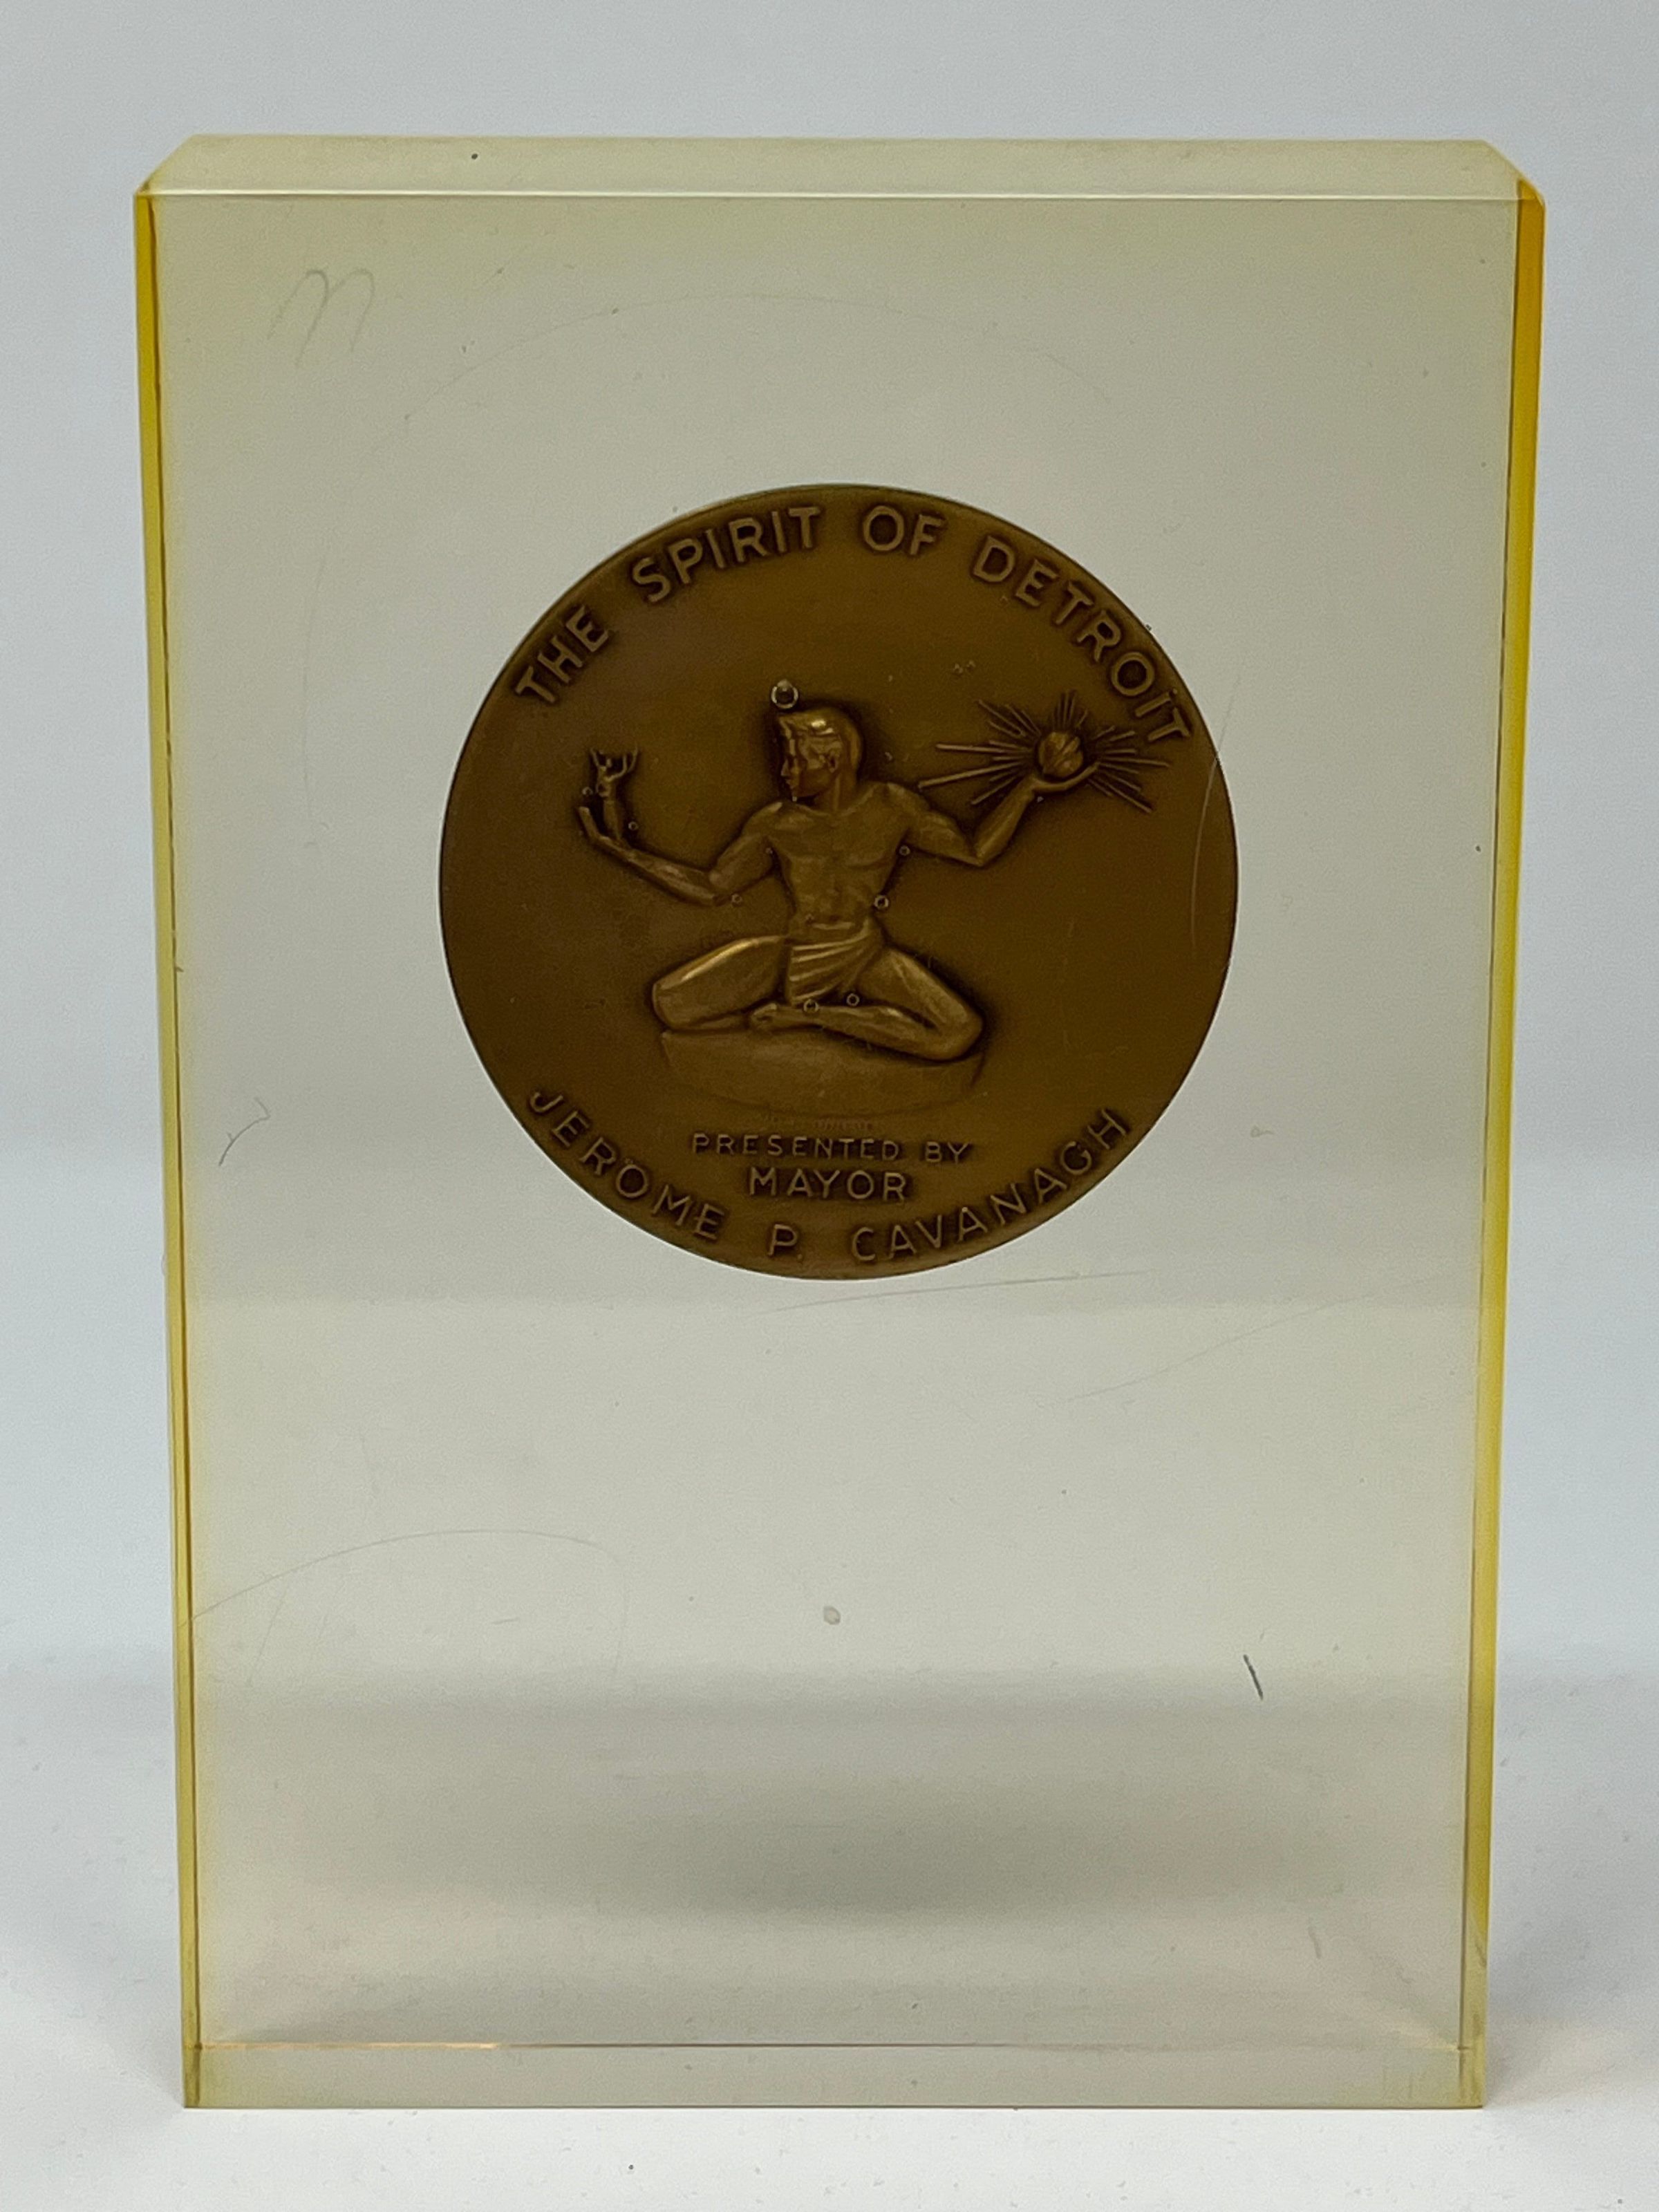 THE SPIRIT OF DETROIT
PRESENTED BY
MAYOR
JEROME P. CAVANAGH